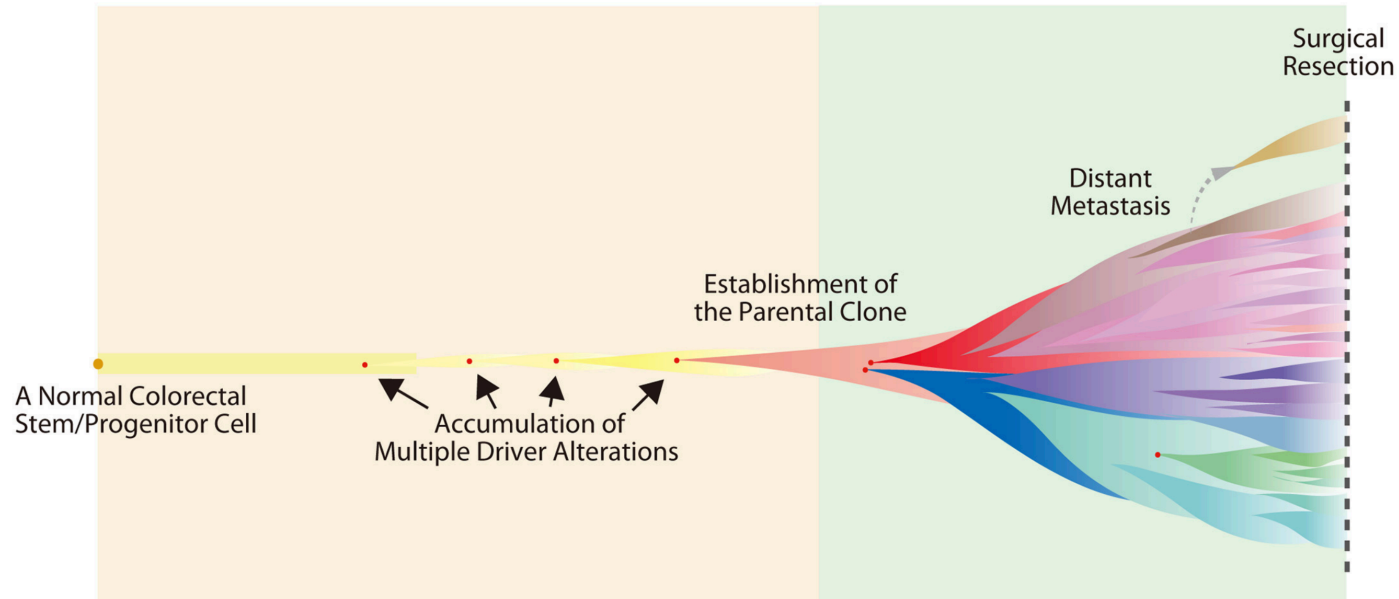 A Normal Colorectal
Stem/Progenitor Cell
Accumulation of
Multiple Driver Alterations
Establishment of
the Parental Clone
Distant
Metastasis
Surgical
Resection